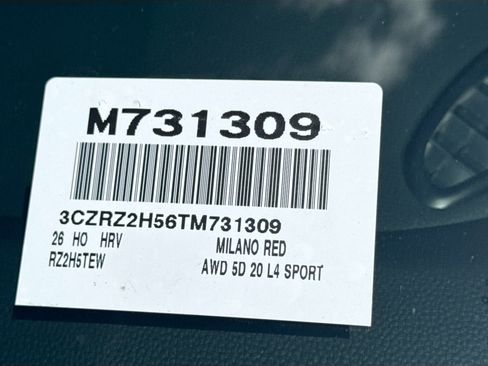 M731309
3CZRZ2H56TM731309
26 HO HRV MILANO RED
RZ2H5TEW AWD 5D 20 L4 SPORT